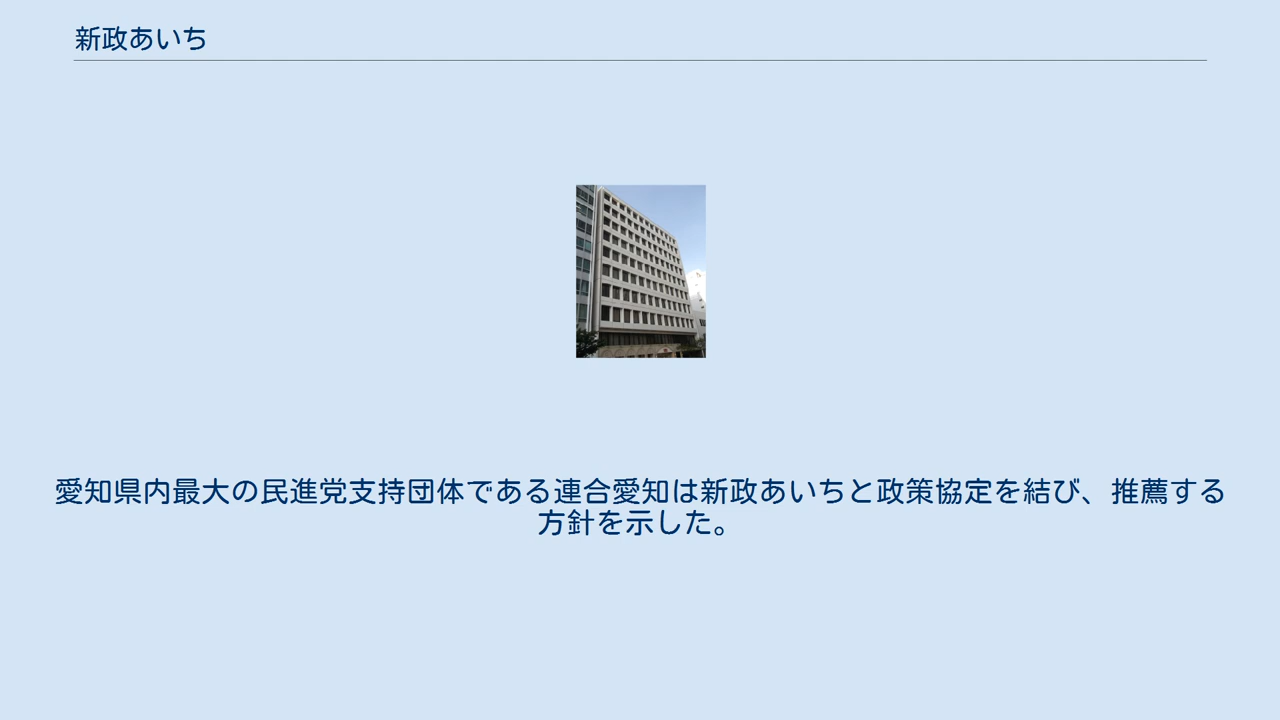 新政あいち
愛知県内最大の民進党支持団体である連合愛知は新政あいちと政策協定を結び、推薦する
方針を示した。